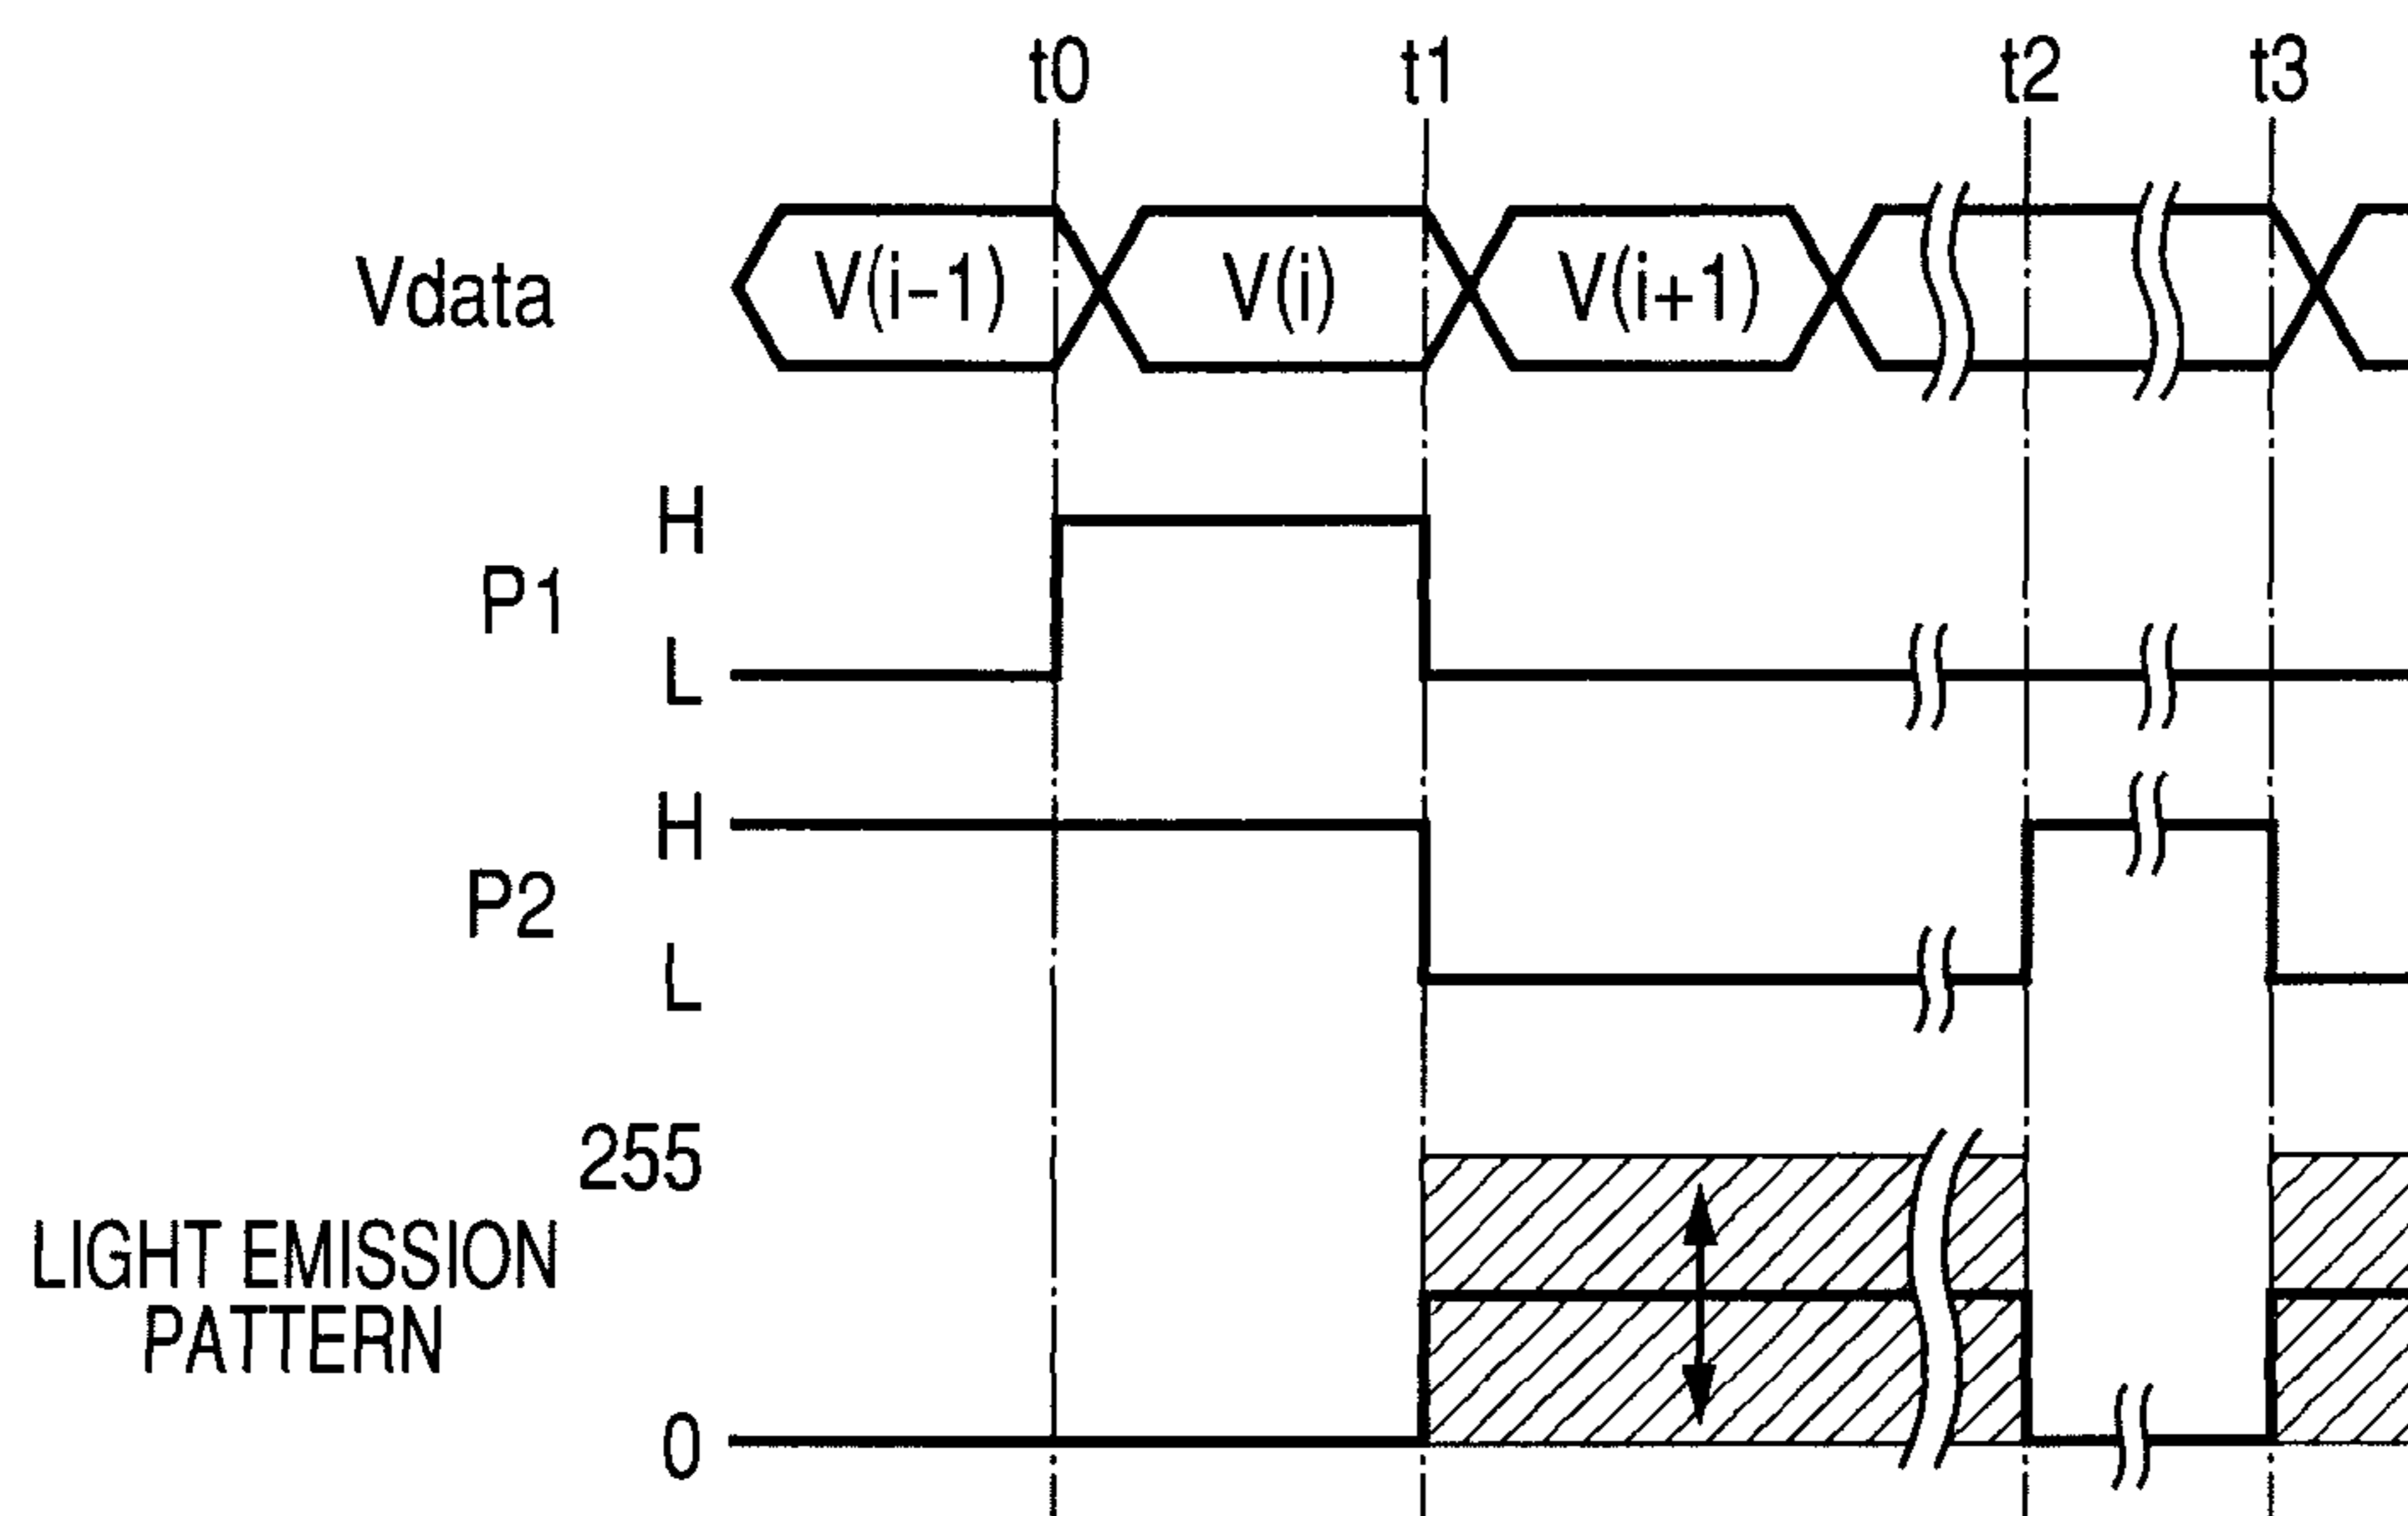 t0 t1 t2 t3
Vdata V(i-1) V(i) V(i+1)
H
P1
L
H
P2
L
255
LIGHT EMISSION
PATTERN
0